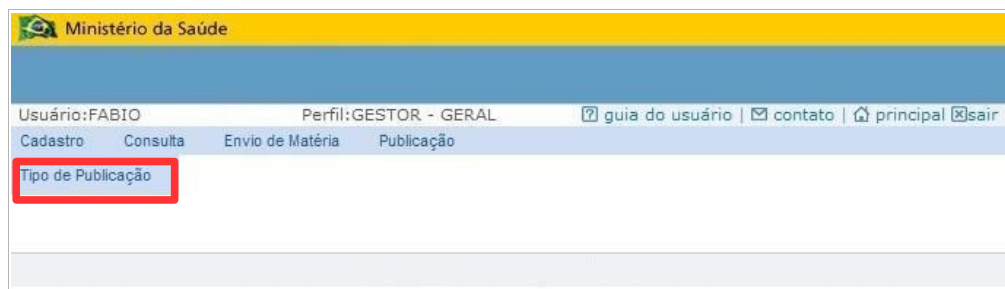 Ministério da Saúde
Usuário:FABIO Perfil:GESTOR - GERAL guia do usuário | contato | principal sair
Cadastro Consulta Envio de Matéria Publicação
Tipo de Publicação